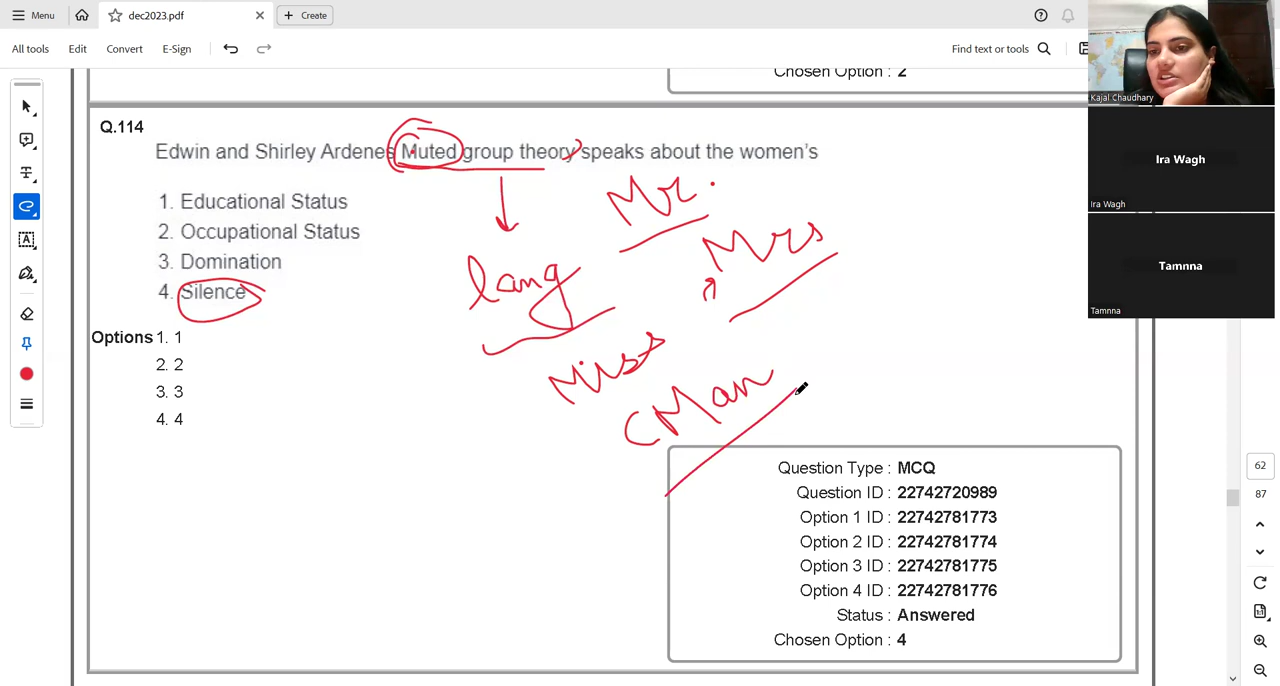 Menu
dec2023.pdf
Create
All tools Edit Convert E-Sign
Find text or tools
Kajal Chaudhary
Ira Wagh
Ira Wagh
Tamnna
Tamnna
Chosen Option : 2
Q.114
Edwin and Shirley Ardenes Muted group theory speaks about the women's
1. Educational Status
2. Occupational Status
3. Domination
4. Silence
Mr.
Mrs
lang
Miss
Man
Options 1. 1
2. 2
3. 3
4. 4
Question Type : MCQ
Question ID : 22742720989
Option 1 ID : 22742781773
Option 2 ID : 22742781774
Option 3 ID : 22742781775
Option 4 ID : 22742781776
Status : Answered
Chosen Option : 4
62
87